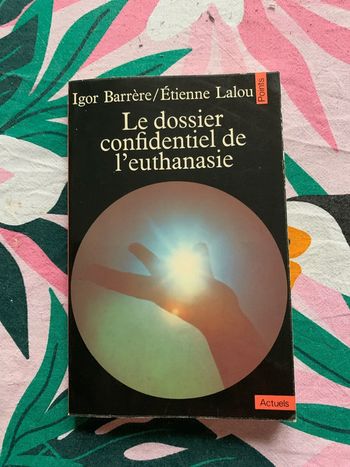 Igor Barrère/Étienne Lalou
Points
Le dossier
confidentiel de
l'euthanasie
Actuels